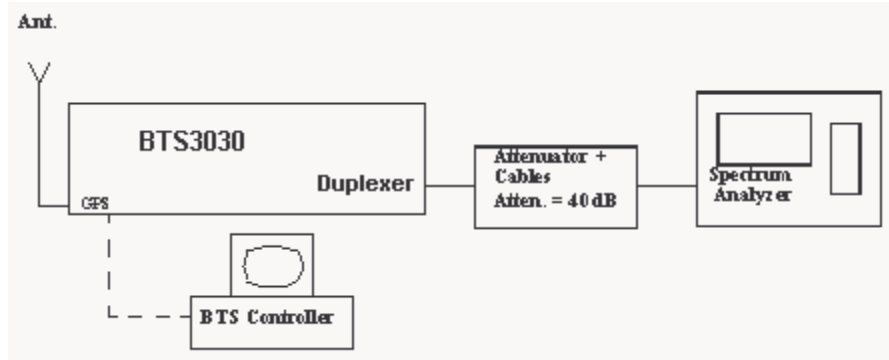 Ant.
BTS3030
Duplexer
GPS
Attenuator +
Cables
Atten. = 40 dB
Spectrum
Analyzer
BTS Controller